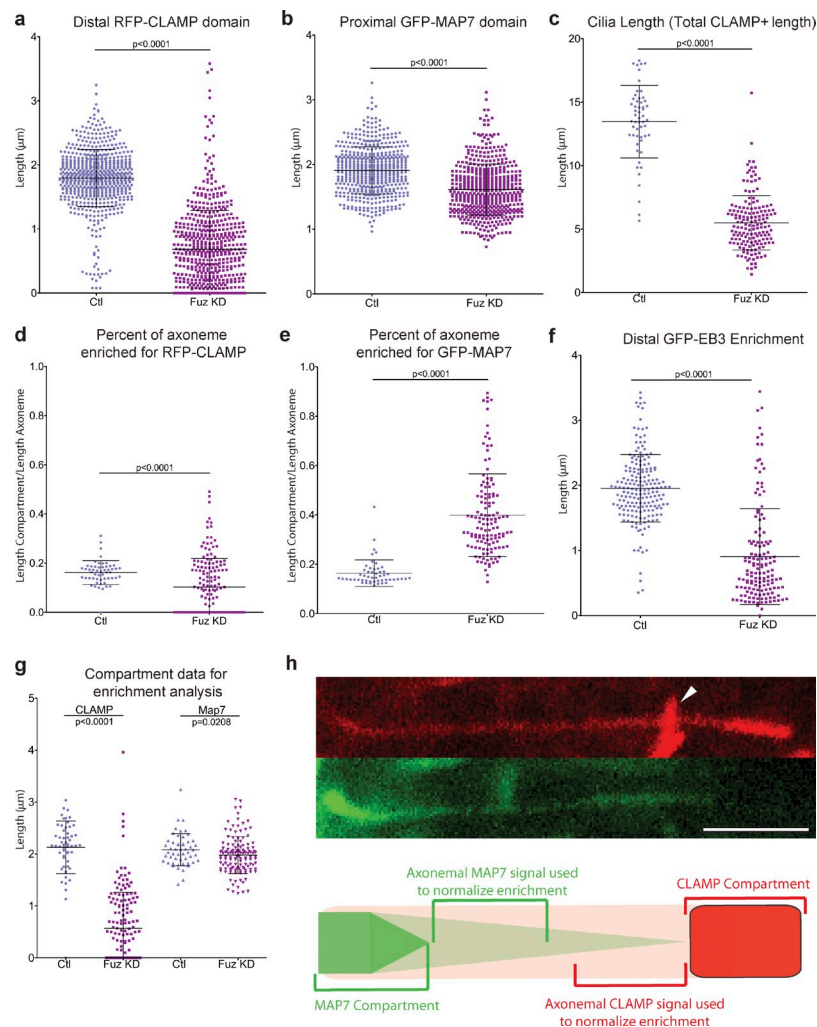 a
Distal RFP-CLAMP domain
p<0.0001
Length (µm)
4
3
2
1
0
Ctl
Fuz KD
b
Proximal GFP-MAP7 domain
p<0.0001
Length (µm)
4
3
2
1
0
Ctl
Fuz KD
c
Cilia Length (Total CLAMP+ length)
p<0.0001
Length (µm)
20
15
10
5
0
Ctl
Fuz KD
d
Percent of axoneme
enriched for RFP-CLAMP
p<0.0001
Length Compartment/Length Axoneme
1.0
0.8
0.6
0.4
0.2
0.0
Ctl
Fuz KD
e
Percent of axoneme
enriched for GFP-MAP7
p<0.0001
1.0
0.8
0.6
0.4
0.2
0.0
Ctl
Fuz KD
f
Distal GFP-EB3 Enrichment
p<0.0001
Length (µm)
4
3
2
1
0
Ctl
Fuz KD
g
Compartment data for
enrichment analysis
CLAMP
p<0.0001
Map7
p=0.0208
Length (µm)
5
4
3
2
1
0
Ctl
Fuz KD
Ctl
Fuz KD
h
Axonemal MAP7 signal used
to normalize enrichment
CLAMP Compartment
MAP7 Compartment
Axonemal CLAMP signal used
to normalize enrichment